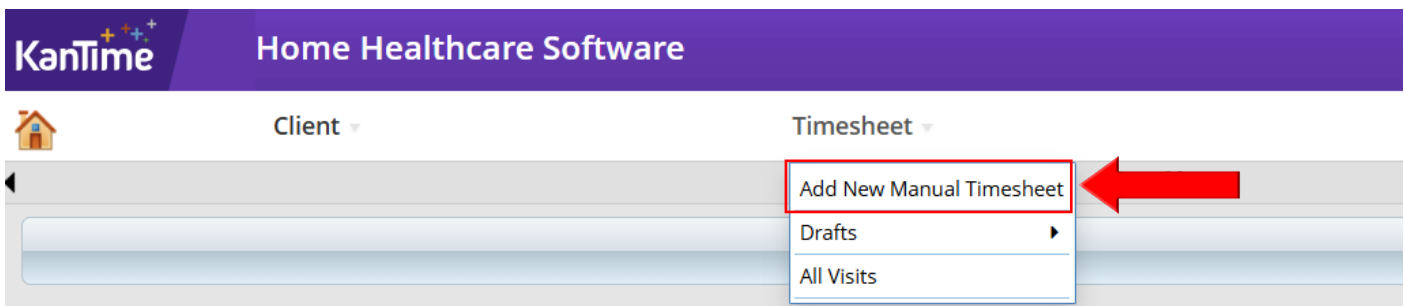 KanTime
Home Healthcare Software
Client
Timesheet
Add New Manual Timesheet
Drafts
All Visits